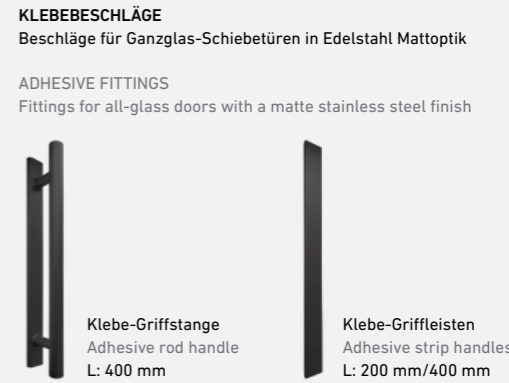 KLEBEBESCHLÄGE
Beschläge für Ganzglas-Schiebetüren in Edelstahl Mattoptik
ADHESIVE FITTINGS
Fittings for all-glass doors with a matte stainless steel finish
Klebe-Griffstange
Adhesive rod handle
L: 400 mm
Klebe-Griffleisten
Adhesive strip handles
L: 200 mm/400 mm